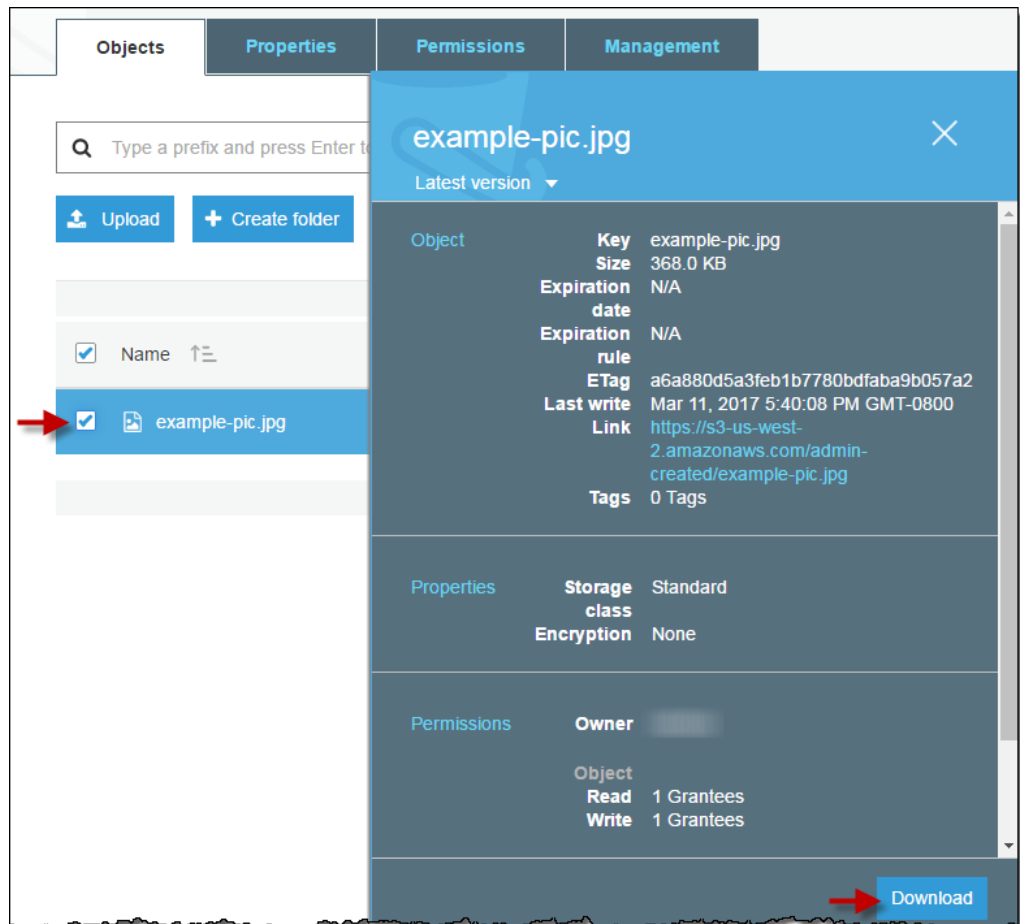 Objects Properties Permissions Management
example-pic.jpg
Latest version
Type a prefix and press Enter t
Upload Create folder
Name
example-pic.jpg
Object Key example-pic.jpg
Size 368.0 KB
Expiration N/A
date
Expiration N/A
rule
ETag a6a880d5a3feb1b7780bdfaba9b057a2
Last write Mar 11, 2017 5:40:08 PM GMT-0800
Link https://s3-us-west-
2.amazonaws.com/admin-
created/example-pic.jpg
Tags 0 Tags
Properties Storage Standard
class
Encryption None
Permissions Owner
Object
Read 1 Grantees
Write 1 Grantees
Download